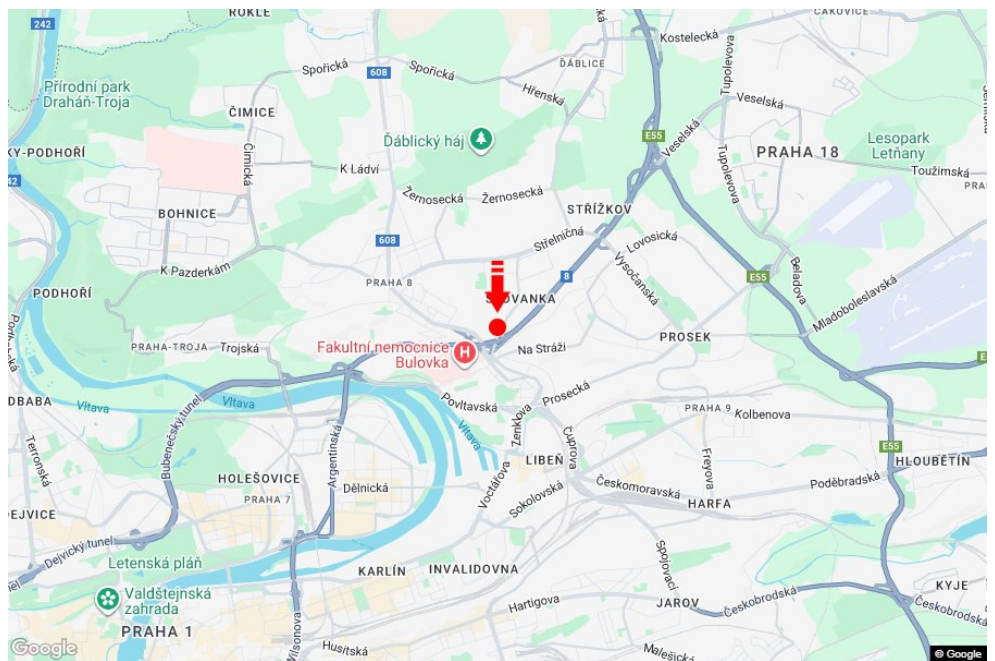 242
ROKLE
Kostelecká
ČAKOVICE
608
Spořická
Spořická
ĎÁBLICE
Přírodní park
Draháň-Troja
ČIMICE
Hřenská
Tupolevova
Veselská
Čimická
Ďáblický háj
E55
Veselská
Lesopark
Letňany
PRAHA 18
KY-PODHOŘÍ
K Ládví
Tupolevova
Toužimská
42
Žernosecká
Žernosecká
BOHNICE
STŘÍŽKOV
608
Střelničná
Lovosická
K Pazderkám
Vysočanská
PODHOŘÍ
PRAHA 8
8
E55
Beladova
Mladoboleslavská
PRAHA-TROJA
Trojská
Fakultní nemocnice
Bulovka
H
Na Stráži
PROSEK
Vltava
Vltava
Povltavská
Prosecká
PRAHA 9
Kolbenova
Bubenečský tunel
Argentinská
Vltava
Zenklova
Čuprova
Freyova
E55
Terronská
HOLEŠOVICE
LIBEŇ
HLOUBĚTÍN
PRAHA 7
Dělnická
Voctářova
Sokolovská
Českomoravská
Poděbradská
HARFA
Dejvický tunel
Letenská pláň
KARLÍN
INVALIDOVNA
Spojovací
Valdštejnská
zahrada
Hartigova
JAROV
Českobrodská
KYJE
Českobrodská
PRAHA 1
Wilsonova
Husitská
Malešická
Google
© Google